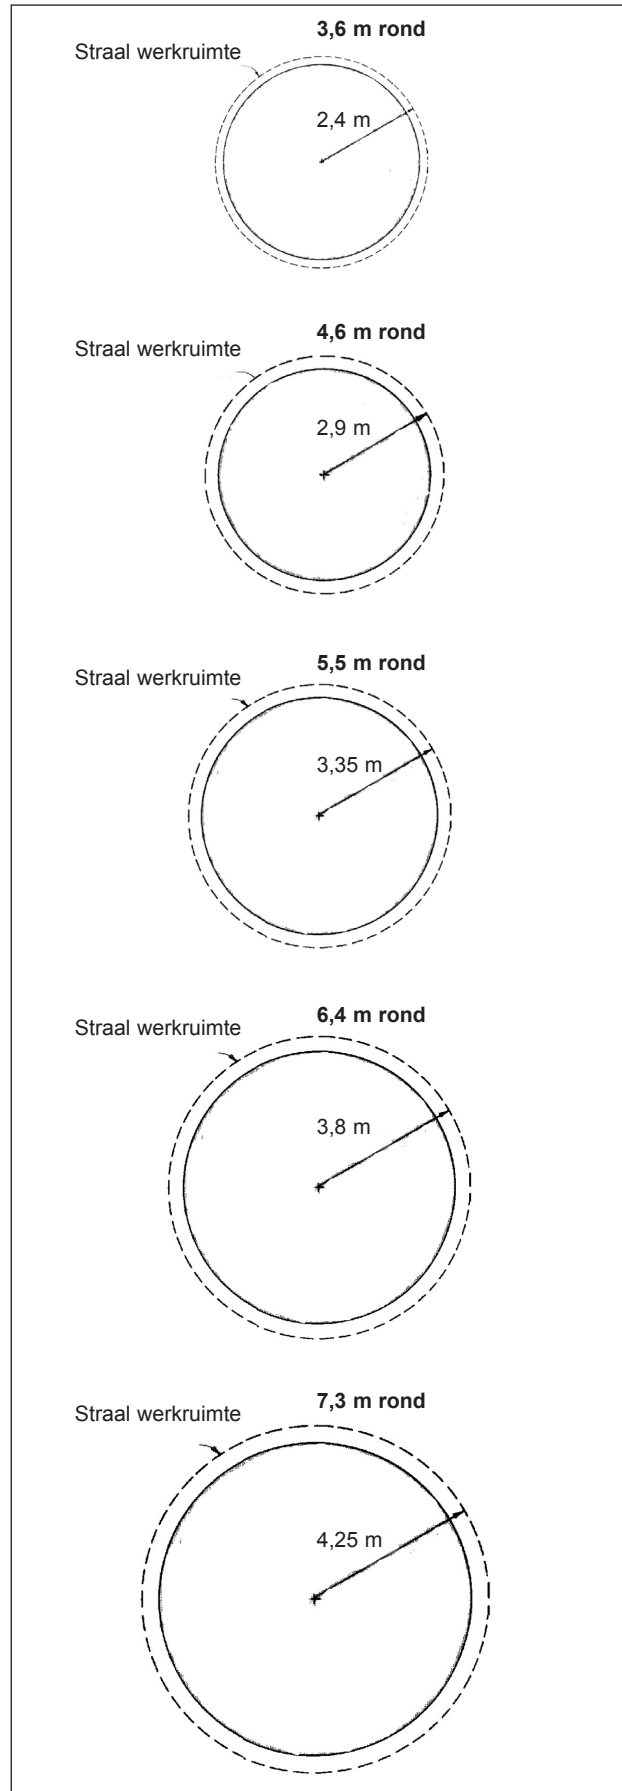 3,6 m rond
Straal werkruimte
2,4 m
4,6 m rond
Straal werkruimte
2,9 m
5,5 m rond
Straal werkruimte
3,35 m
6,4 m rond
Straal werkruimte
3,8 m
7,3 m rond
Straal werkruimte
4,25 m